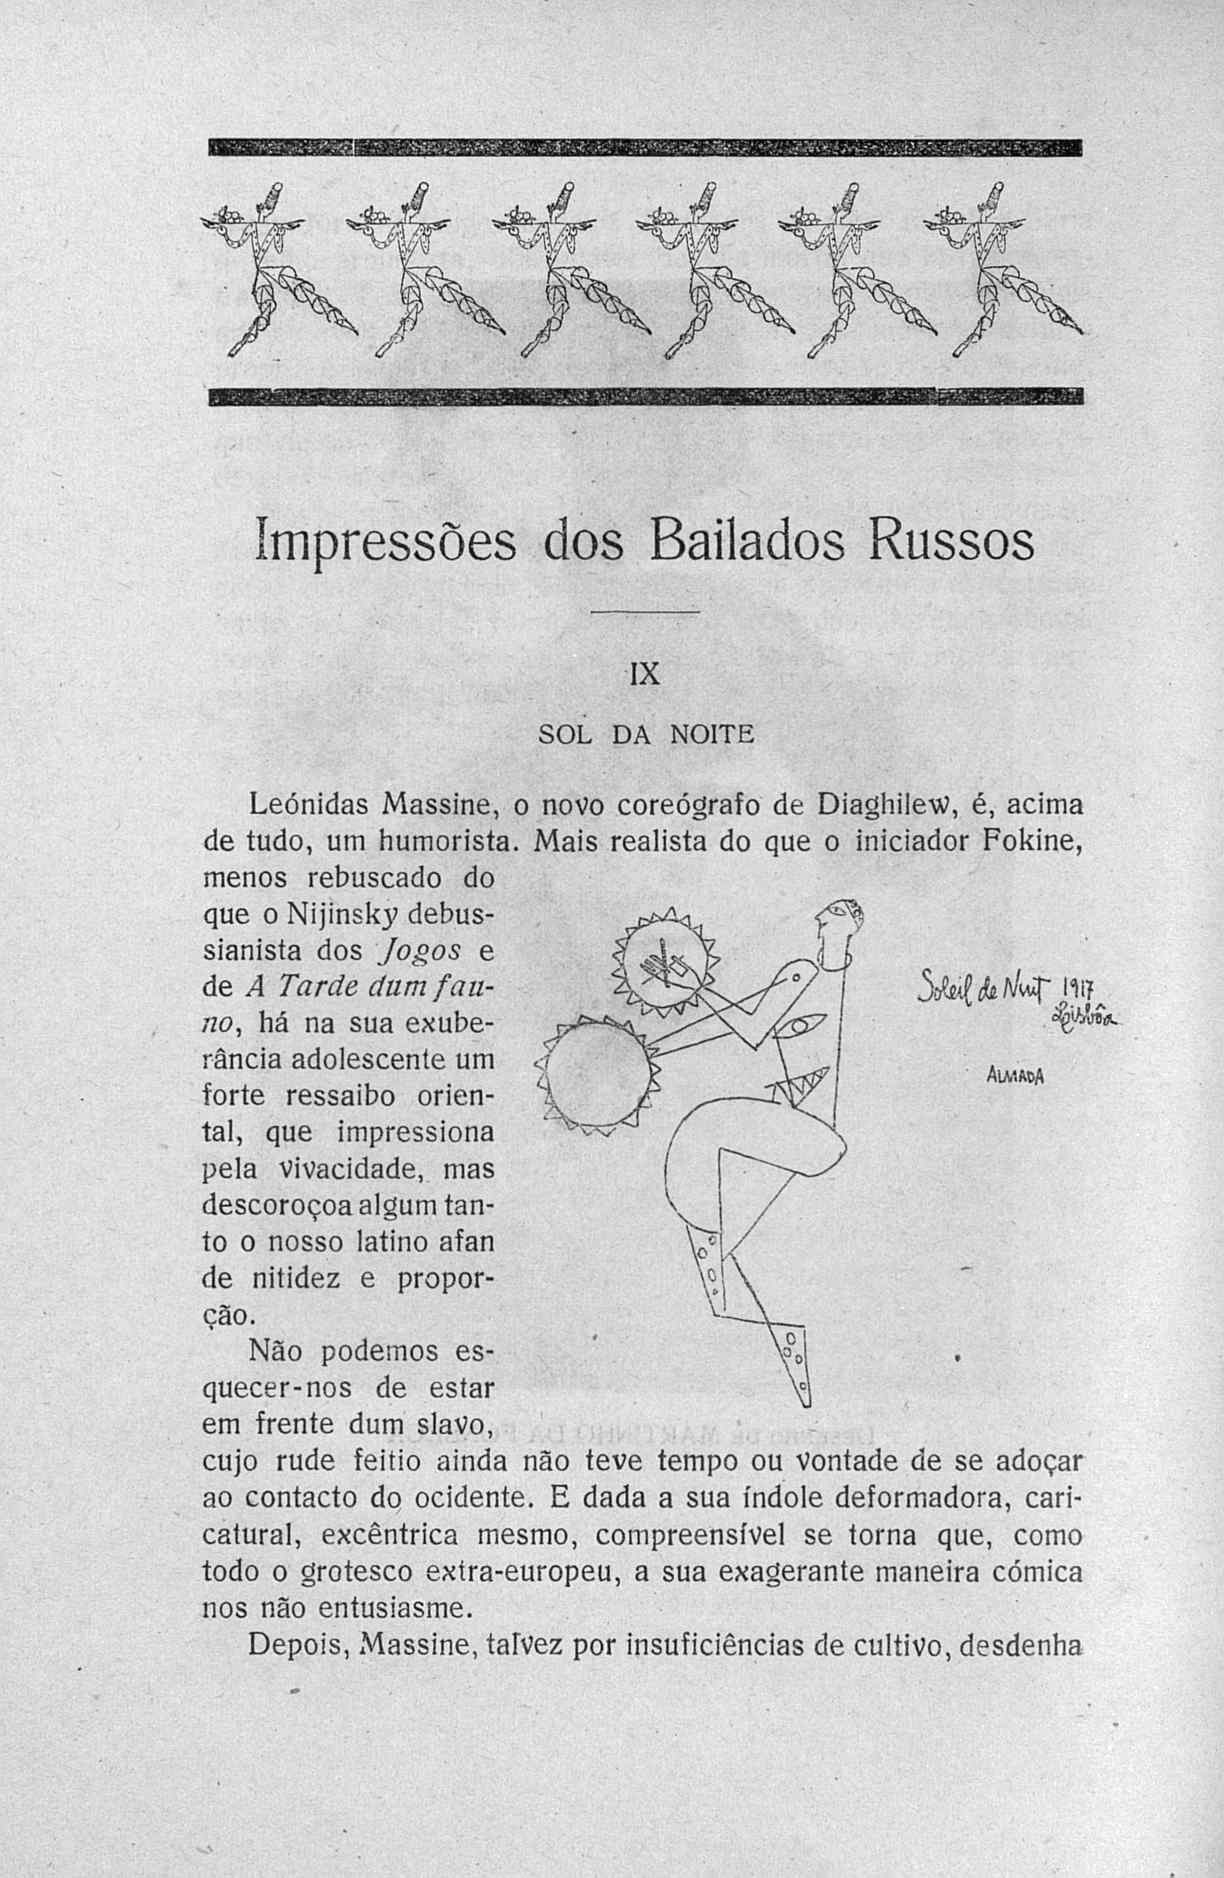 Impressões dos Bailados Russos
IX
SOL DA NOITE
Leónidas Massine, o novo coreógrafo de Diaghilew, é, acima
de tudo, um humorista. Mais realista do que o iniciador Fokine,
menos rebuscado do
que o Nijinsky debus-
sianista dos Jogos e
de A Tarde dum fau-
no, há na sua exube-
rância adolescente um
forte ressaibo orien-
tal, que impressiona
pela vivacidade, mas
descoroçoa algum tan-
to o nosso latino afan
de nitidez e propor-
ção.
Não podemos es-
quecer-nos de estar
em frente dum slavo,
cujo rude feitio ainda não teve tempo ou vontade de se adoçar
ao contacto do ocidente. E dada a sua índole deformadora, cari-
catural, excêntrica mesmo, compreensível se torna que, como
todo o grotesco extra-europeu, a sua exagerante maneira cómica
nos não entusiasme.
Depois, Massine, talvez por insuficiências de cultivo, desdenha
Soleil de Nuit 1917
Lisbôa
ALMADA